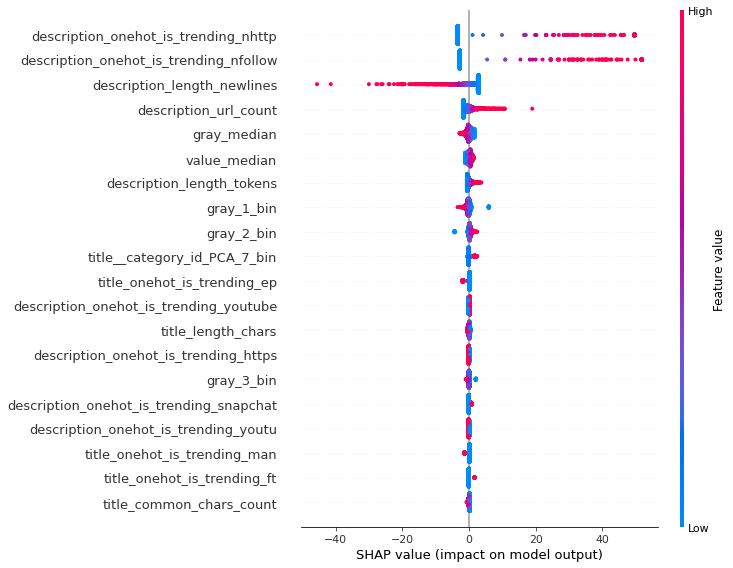 High
description_onehot_is_trending_nhttp
description_onehot_is_trending_nfollow
description_length_newlines
description_url_count
gray_median
value_median
description_length_tokens
gray_1_bin
gray_2_bin
title__category_id_PCA_7_bin
title_onehot_is_trending_ep
description_onehot_is_trending_youtube
title_length_chars
description_onehot_is_trending_https
gray_3_bin
description_onehot_is_trending_snapchat
description_onehot_is_trending_youtu
title_onehot_is_trending_man
title_onehot_is_trending_ft
title_common_chars_count
Feature value
Low
−40 −20 0 20 40
SHAP value (impact on model output)